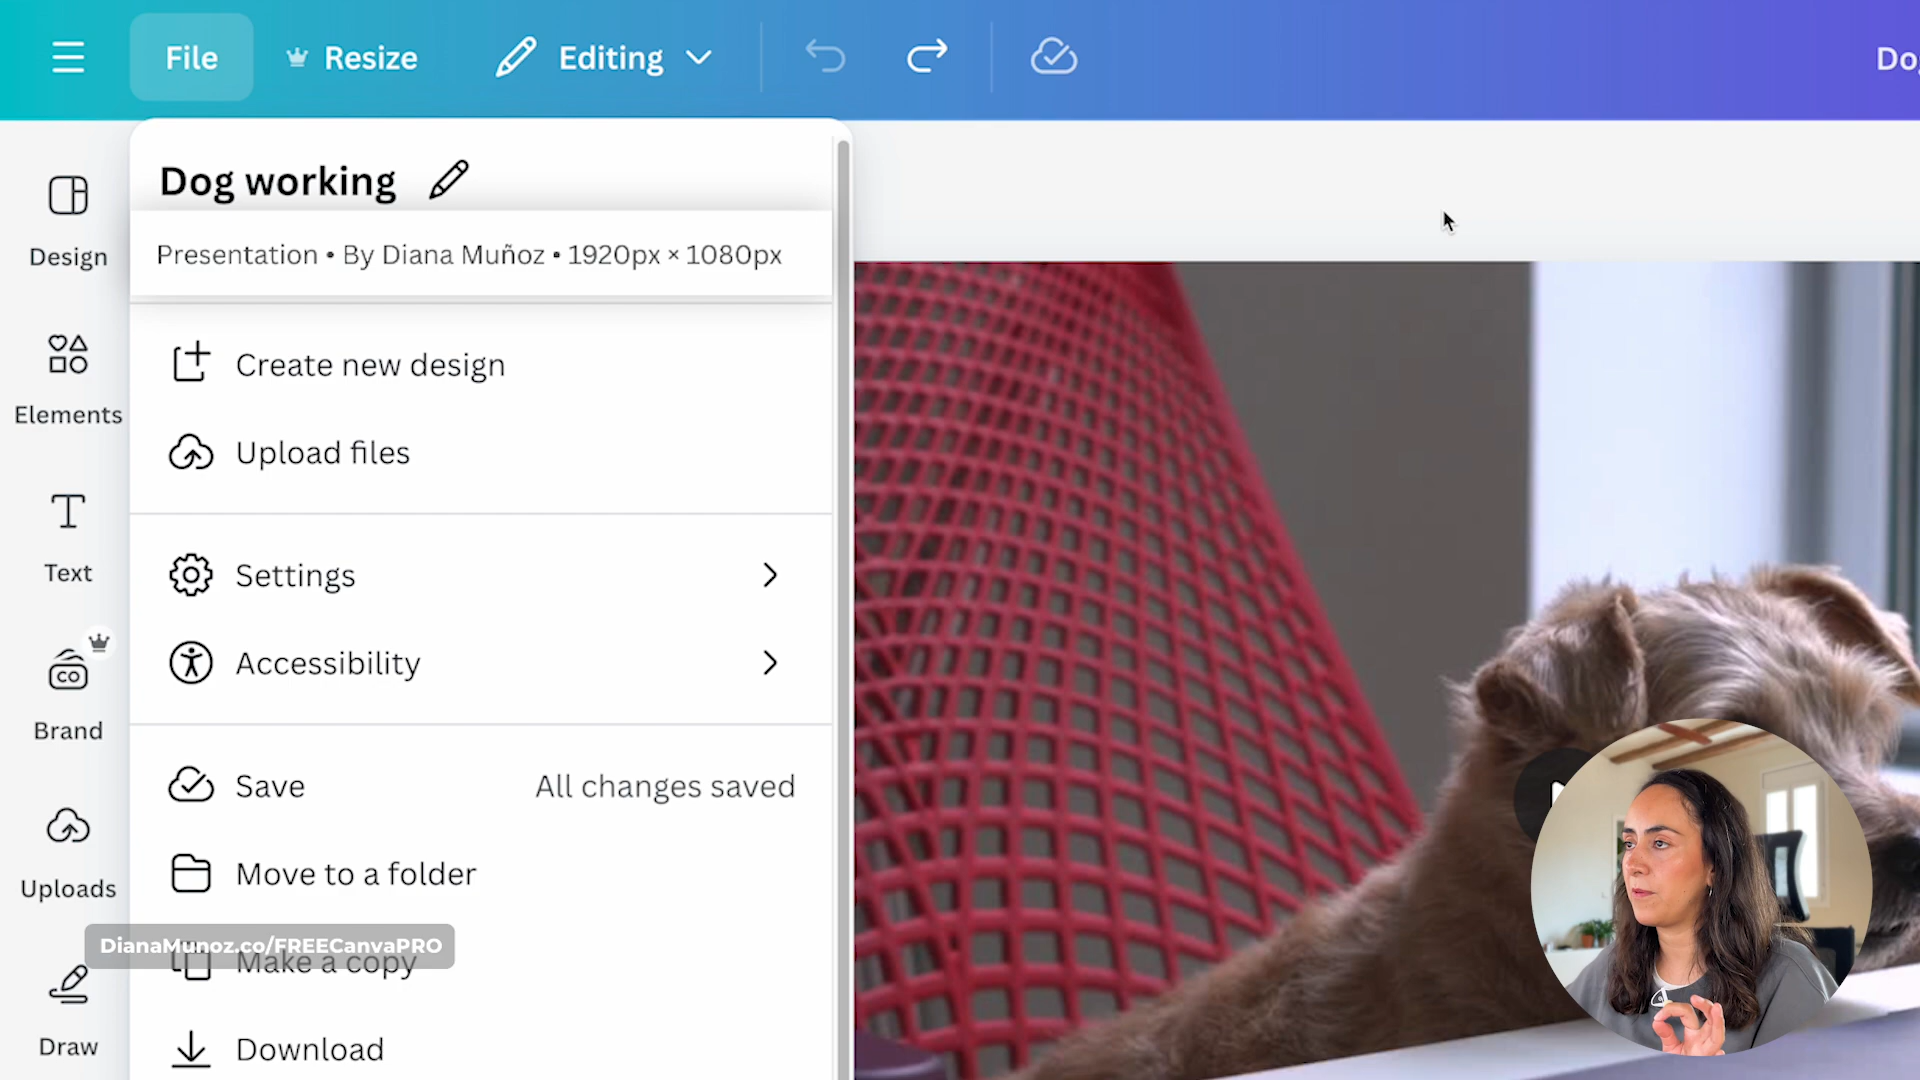 File
Resize
Editing
Dog working
Presentation • By Diana Muñoz • 1920px × 1080px
Create new design
Upload files
Settings
Accessibility
Save
All changes saved
Move to a folder
Make a copy
Download
Design
Elements
Text
CO
Brand
Uploads
Draw
DianaMunoz.co/FREECanvaPRO